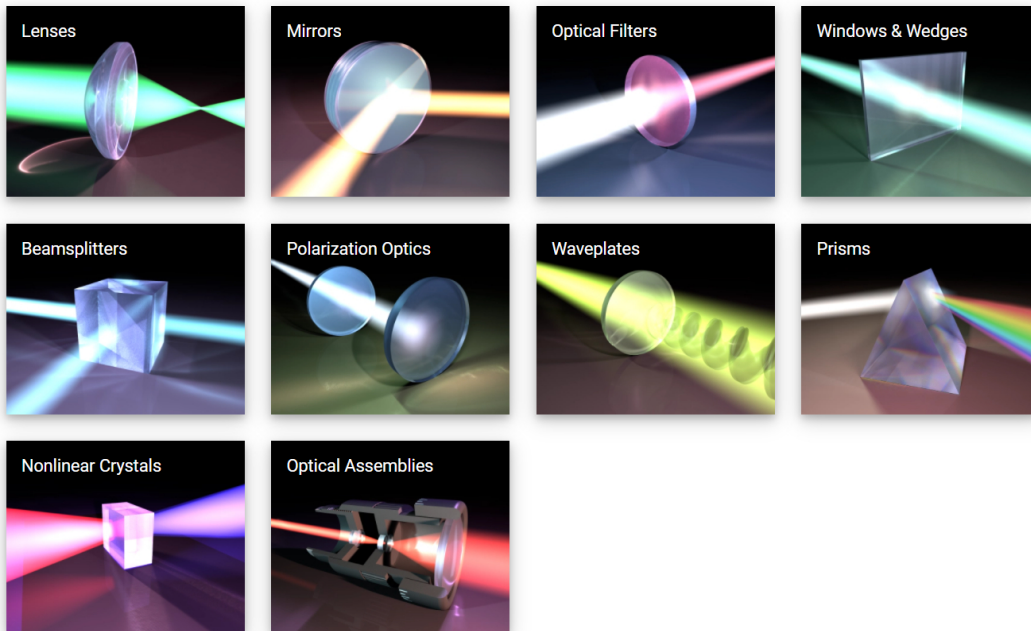 Lenses
Mirrors
Optical Filters
Windows & Wedges
Beamsplitters
Polarization Optics
Waveplates
Prisms
Nonlinear Crystals
Optical Assemblies